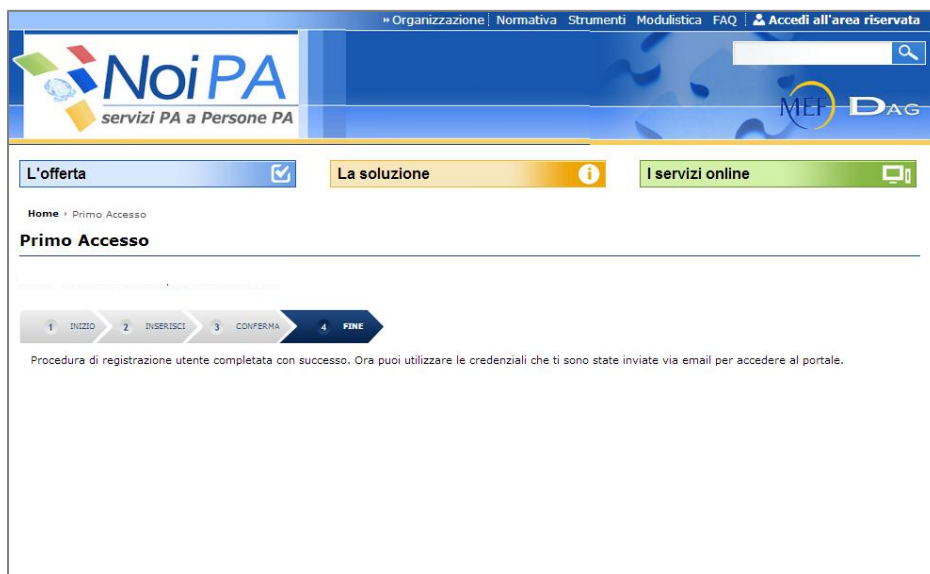 » Organizzazione Normativa Strumenti Modulistica FAQ Accedi all'area riservata
NoiPA
servizi PA a Persone PA
MEF DAG
L'offerta
La soluzione
I servizi online
Home › Primo Accesso
Primo Accesso
1 INIZIO 2 INSERISCI 3 CONFERMA 4 FINE
Procedura di registrazione utente completata con successo. Ora puoi utilizzare le credenziali che ti sono state inviate via email per accedere al portale.